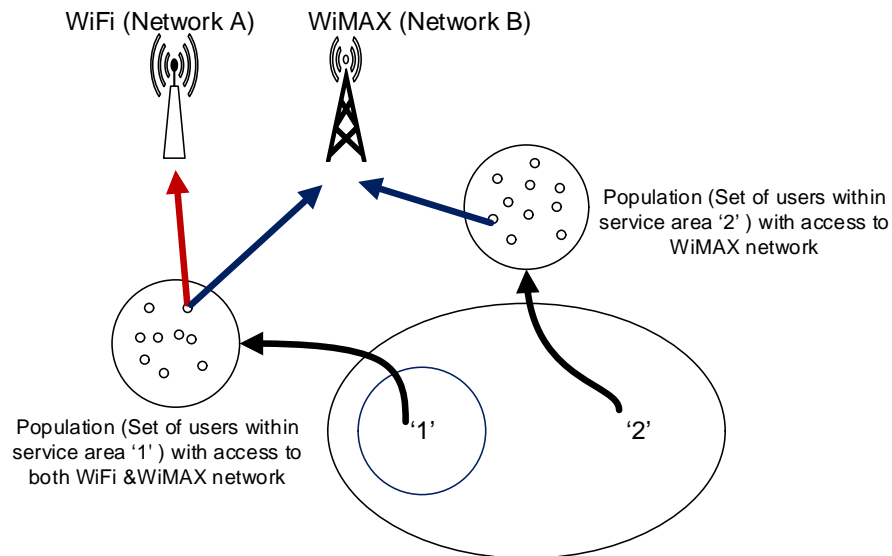 WiFi (Network A)
WiMAX (Network B)
Population (Set of users within
service area ‘2’ ) with access to
WiMAX network
‘1’
‘2’
Population (Set of users within
service area ‘1’ ) with access to
both WiFi &WiMAX network